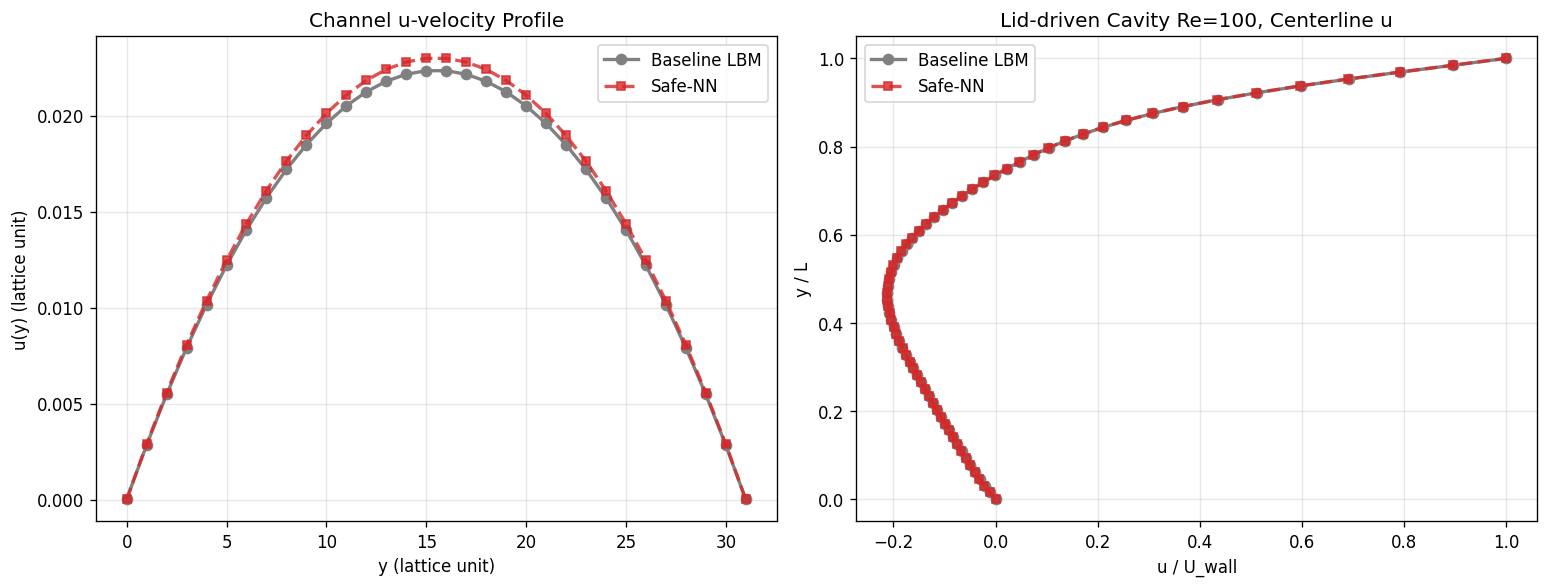 Channel u-velocity Profile
Baseline LBM
Safe-NN
u(y) (lattice unit)
0.020
0.015
0.010
0.005
0.000
0 5 10 15 20 25 30
y (lattice unit)
Lid-driven Cavity Re=100, Centerline u
Baseline LBM
Safe-NN
y / L
1.0
0.8
0.6
0.4
0.2
0.0
−0.2 0.0 0.2 0.4 0.6 0.8 1.0
u / U_wall